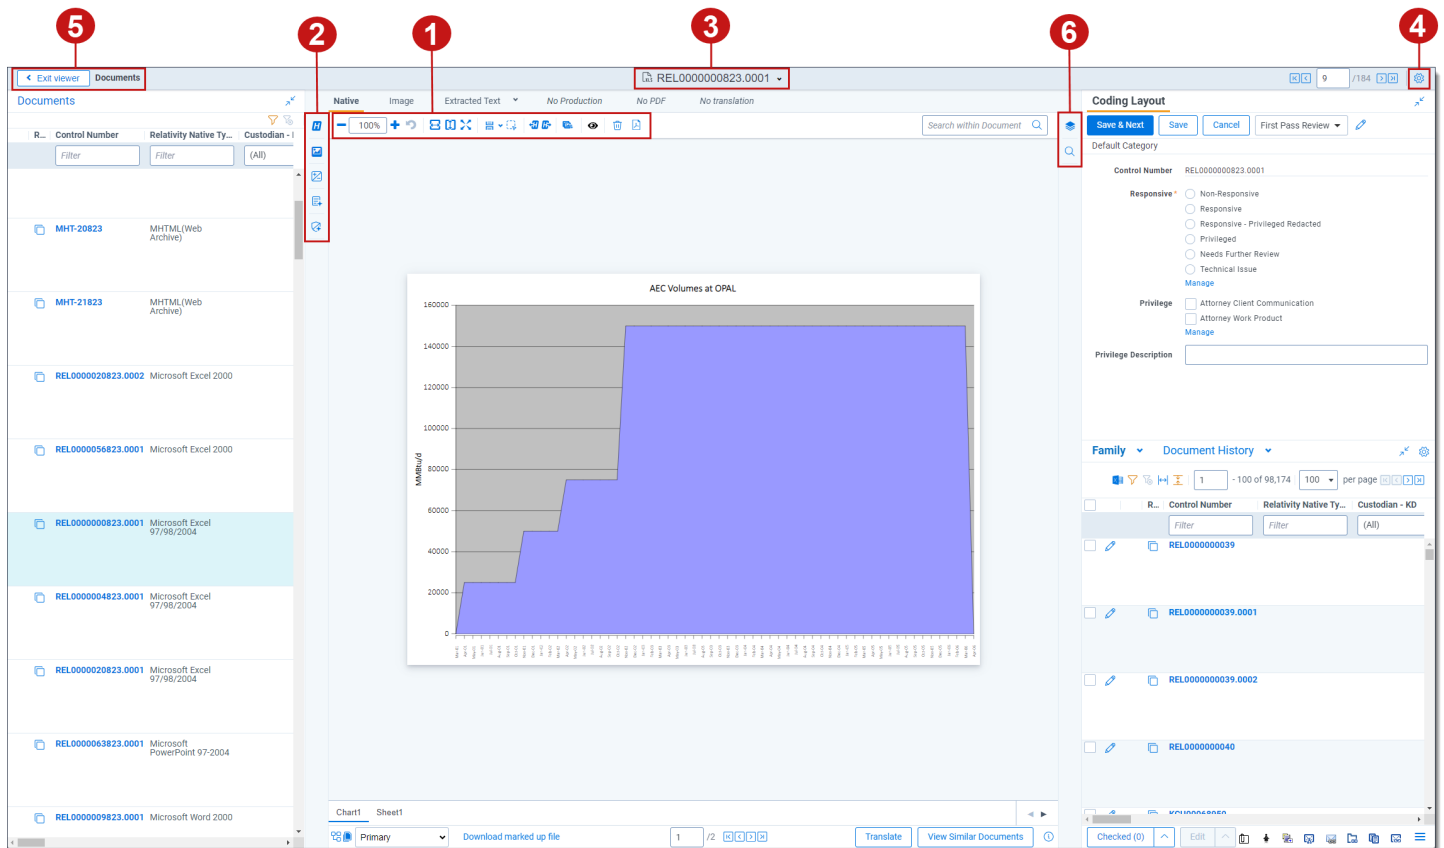 5
2
1
3
6
4
Exit viewer
Documents
REL0000000823.0001
9
/184
Documents
R...
Control Number
Relativity Native Ty...
Custodian - I
Filter
Filter
(All)
MHT-20823
MHTML(Web
Archive)
MHT-21823
MHTML(Web
Archive)
REL0000020823.0002
Microsoft Excel 2000
REL0000056823.0001
Microsoft Excel 2000
REL0000000823.0001
Microsoft Excel
97/98/2004
REL0000004823.0001
Microsoft Excel
97/98/2004
REL0000020823.0001
Microsoft Excel
97/98/2004
REL0000063823.0001
Microsoft
PowerPoint 97-2004
REL0000009823.0001
Microsoft Word 2000
Native
Image
Extracted Text
No Production
No PDF
No translation
100%
Search within Document
AEC Volumes at OPAL
MMBtu/d
160000
140000
120000
100000
80000
60000
40000
20000
0
Chart1
Sheet1
Primary
Download marked up file
1
/2
Translate
View Similar Documents
Coding Layout
Save & Next
Save
Cancel
First Pass Review
Default Category
Control Number
REL0000000823.0001
Responsive*
Non-Responsive
Responsive
Responsive - Privileged Redacted
Privileged
Needs Further Review
Technical Issue
Manage
Privilege
Attorney Client Communication
Attorney Work Product
Manage
Privilege Description
Family
Document History
1
- 100 of 98,174
100
per page
R...
Control Number
Relativity Native Ty...
Custodian - KD
Filter
Filter
(All)
REL0000000039
REL0000000039.0001
REL0000000039.0002
REL0000000040
Checked (0)
Edit